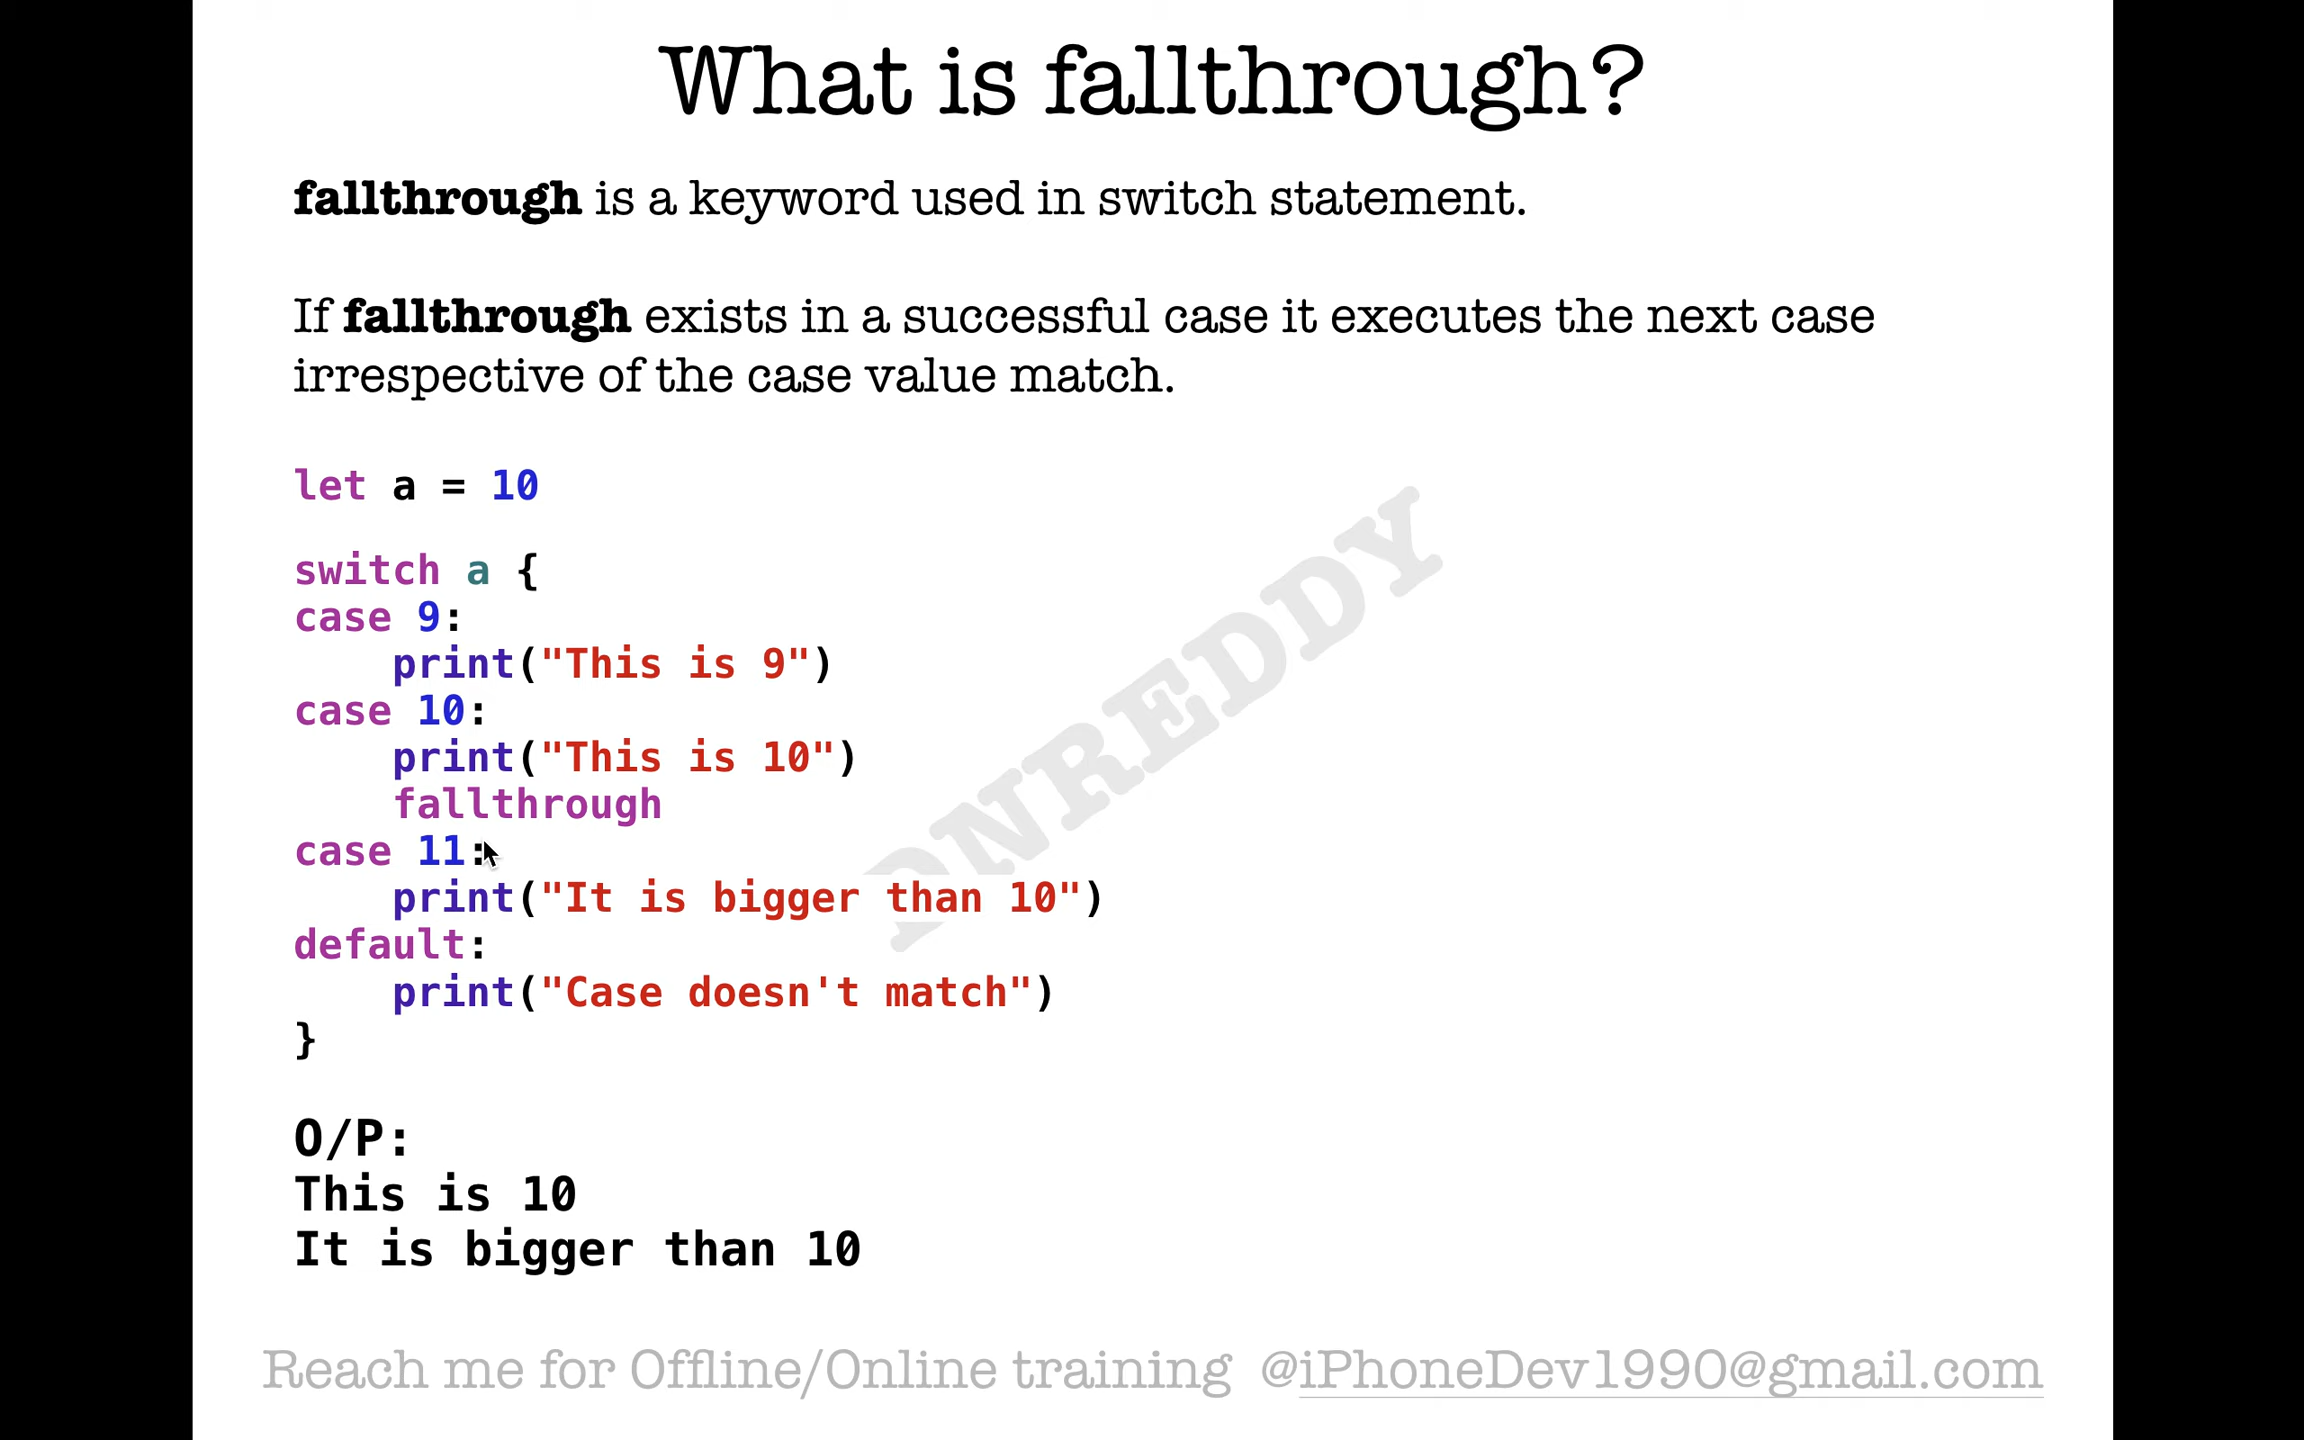 What is fallthrough?
fallthrough is a keyword used in switch statement.
If fallthrough exists in a successful case it executes the next case
irrespective of the case value match.
let a = 10
switch a {
case 9:
    print("This is 9")
case 10:
    print("This is 10")
    fallthrough
case 11:
    print("It is bigger than 10")
default:
    print("Case doesn't match")
}
DNREDDY
O/P:
This is 10
It is bigger than 10
Reach me for Offline/Online training @iPhoneDev1990@gmail.com